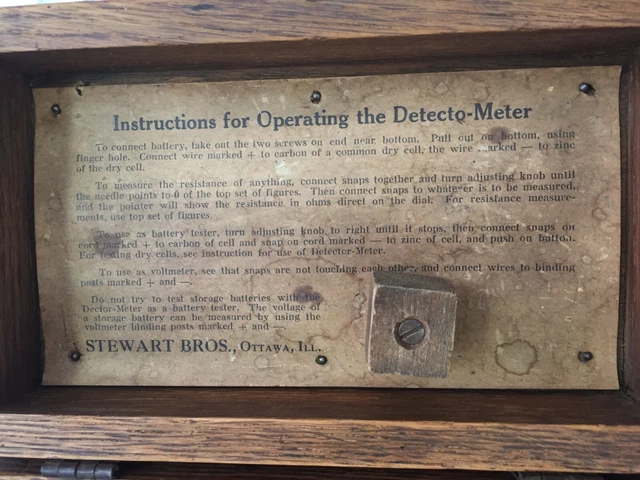 Instructions for Operating the Detecto-Meter
To connect battery, take out the two screws on end near bottom. Pull out on bottom, using
finger hole. Connect wire marked + to carbon of a common dry cell, the wire marked — to zinc
of the dry cell.
To measure the resistance of anything, connect snaps together and turn adjusting knob until
the needle points to 0 of the top set of figures. Then connect snaps to whatever is to be measured,
and the pointer will show the resistance in ohms direct on the dial. For resistance measure-
ments, use top set of figures.
To use as battery tester, turn adjusting knob to right until it stops, then connect snaps on
cord marked + to carbon of cell and snap on cord marked — to zinc of cell, and push on button.
For testing dry cells, see instruction for use of Detector-Meter.
To use as voltmeter, see that snaps are not touching each other, and connect wires to binding
posts marked + and —.
Do not try to test storage batteries with the
Dector-Meter as a battery tester. The voltage of
a storage battery can be measured by using the
voltmeter binding posts marked + and —.
STEWART BROS., OTTAWA, ILL.